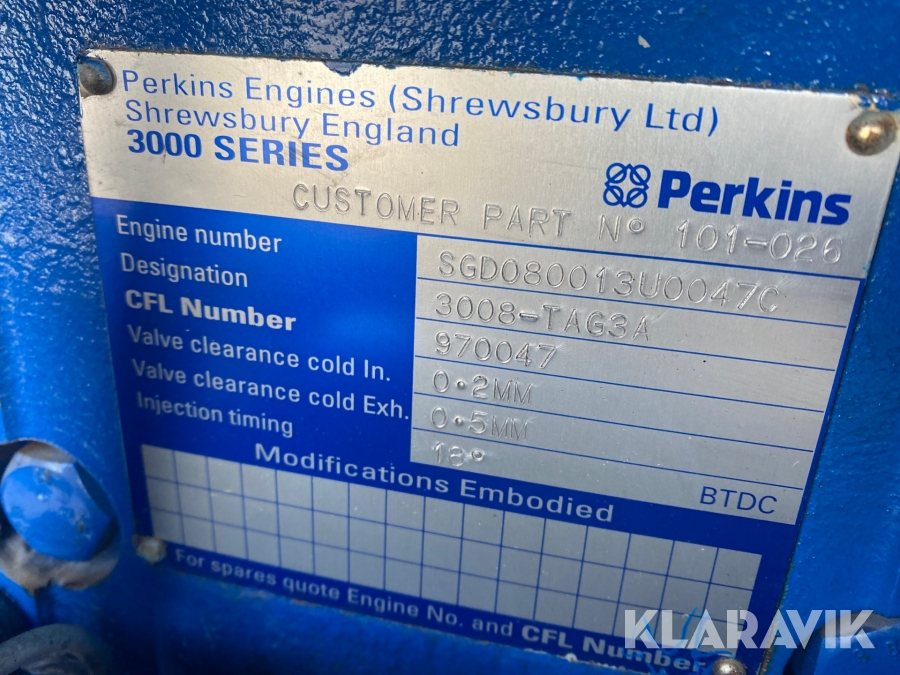 Perkins Engines (Shrewsbury Ltd)
Shrewsbury England
3000 SERIES
Perkins
CUSTOMER PART Nº 101-026
Engine number SGD080013U0047C
Designation 3008-TAG3A
CFL Number 970047
Valve clearance cold In. 0·2MM
Valve clearance cold Exh. 0·5MM
Injection timing 18º BTDC
Modifications Embodied
For spares quote Engine No. and CFL Number
KLARAVIK